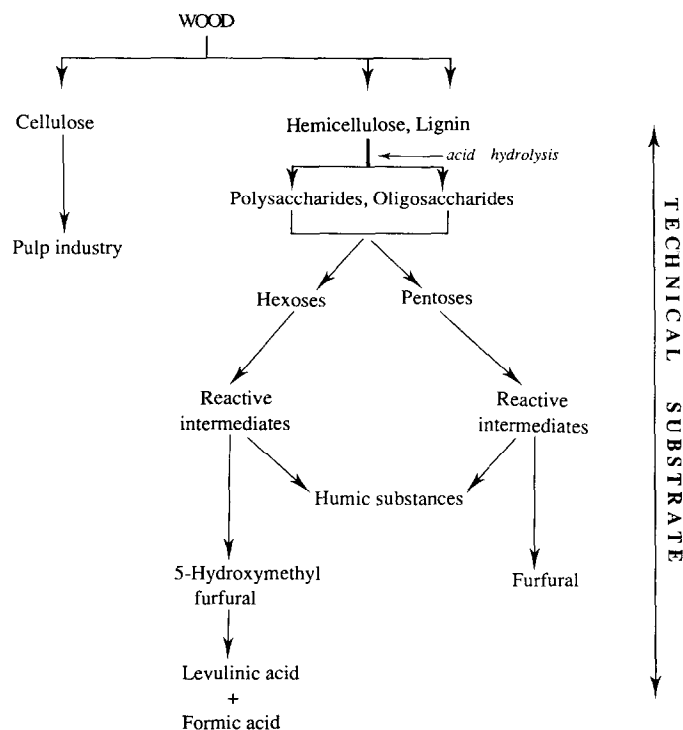 WOOD
Cellulose
Hemicellulose, Lignin
acid hydrolysis
Polysaccharides, Oligosaccharides
Pulp industry
Hexoses
Pentoses
Reactive
intermediates
Reactive
intermediates
Humic substances
5-Hydroxymethyl
furfural
Furfural
Levulinic acid
+
Formic acid
TECHNICAL SUBSTRATE